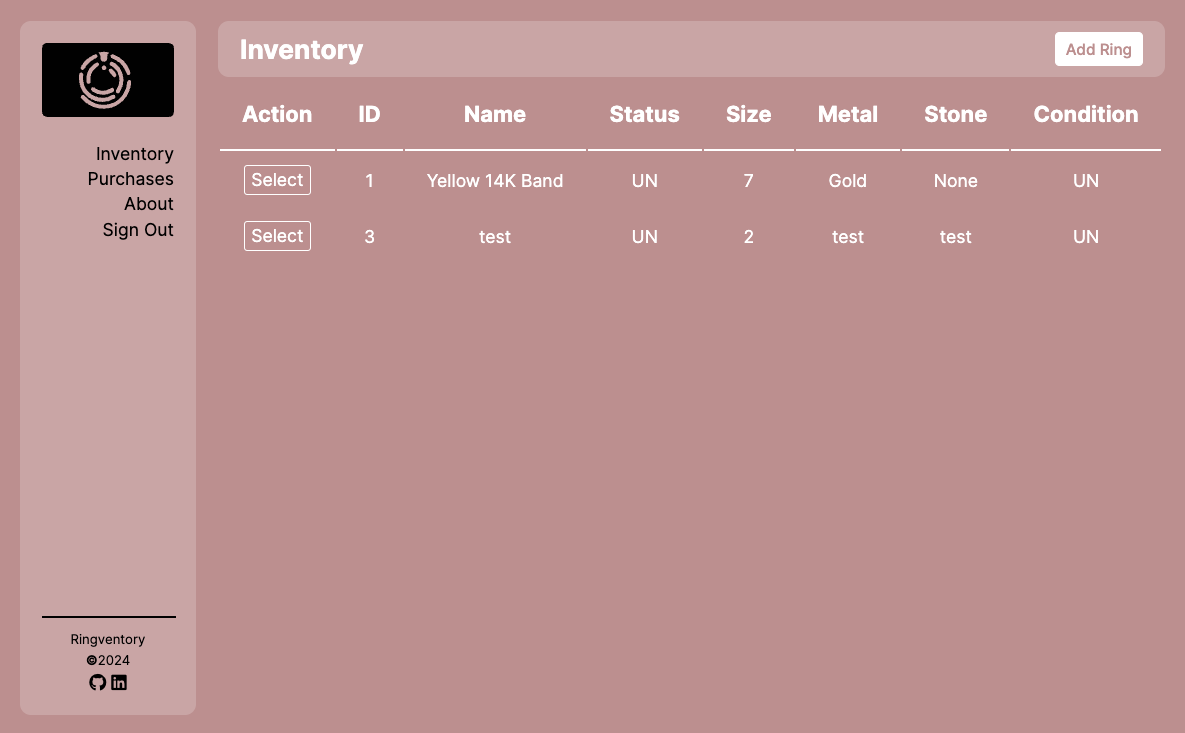 Inventory
Purchases
About
Sign Out
Ringventory
©2024
Inventory Add Ring
Action ID Name Status Size Metal Stone Condition
Select 1 Yellow 14K Band UN 7 Gold None UN
Select 3 test UN 2 test test UN